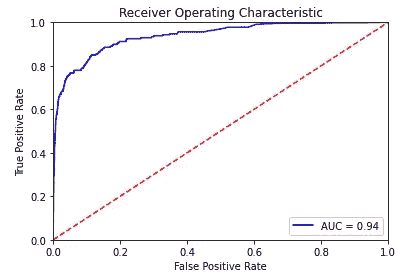 Receiver Operating Characteristic
True Positive Rate
1.0
0.8
0.6
0.4
0.2
0.0
AUC = 0.94
0.0 0.2 0.4 0.6 0.8 1.0
False Positive Rate